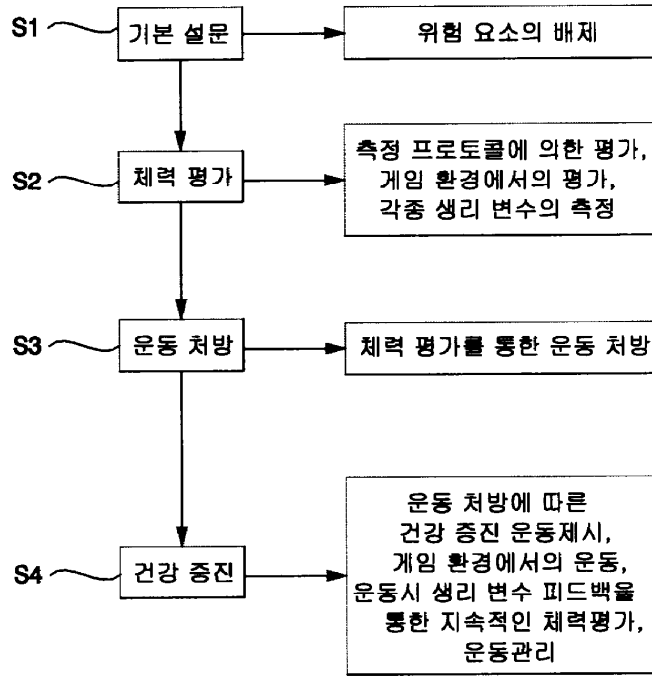 S1
기본 설문
위험 요소의 배제
S2
체력 평가
측정 프로토콜에 의한 평가,
게임 환경에서의 평가,
각종 생리 변수의 측정
S3
운동 처방
체력 평가를 통한 운동 처방
S4
건강 증진
운동 처방에 따른
건강 증진 운동제시,
게임 환경에서의 운동,
운동시 생리 변수 피드백을
통한 지속적인 체력평가,
운동관리